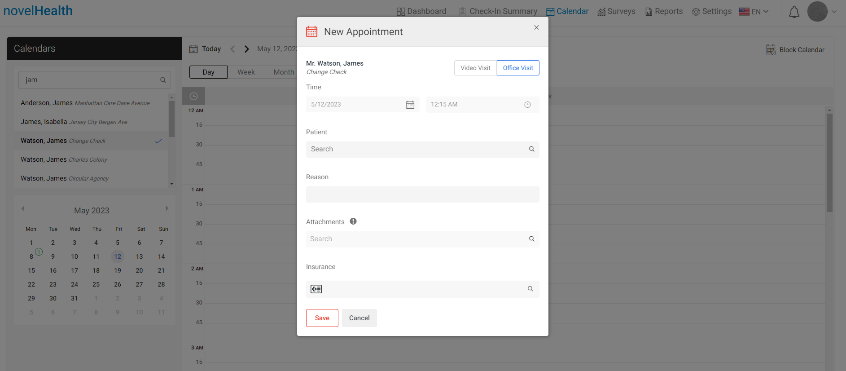 novelHealth
Dashboard
Check-In Summary
Calendar
Surveys
Reports
Settings
EN
Calendars
Today
May 12, 202
Block Calendar
Day
Week
Month
jam
Anderson, James Manhattan Care Dare Avenue
James, Isabella Jersey City Bergen Ave
Watson, James Change Check
Watson, James Charles Colony
Watson, James Circular Agency
May 2023
Mon Tue Wed Thu Fri Sat Sun
1 2 3 4 5 6 7
8 1 9 10 11 12 13 14
15 16 17 18 19 20 21
22 23 24 25 26 27 28
29 30 31 1 2 3 4
5 6 7 8 9 10 11
12 AM
15
30
45
1 AM
15
30
45
2 AM
15
30
45
3 AM
15
New Appointment
Mr. Watson, James
Change Check
Video Visit
Office Visit
Time
5/12/2023
12:15 AM
Patient
Search
Reason
Attachments
Search
Insurance
Save
Cancel